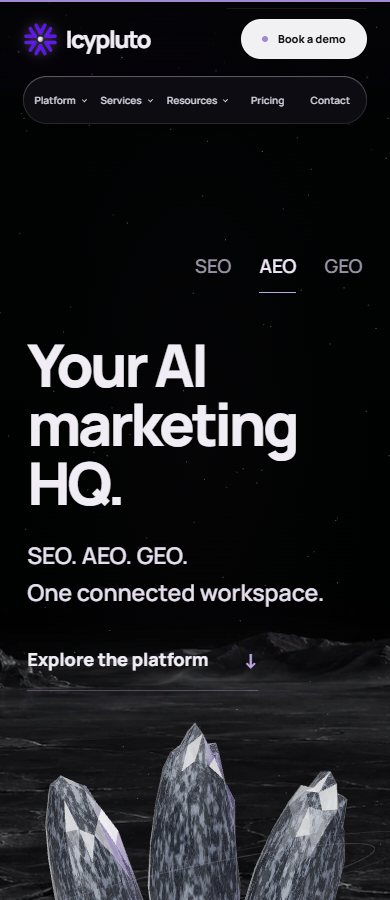 Icypluto
Book a demo
Platform Services Resources Pricing Contact
SEO AEO GEO
Your AI
marketing
HQ.
SEO. AEO. GEO.
One connected workspace.
Explore the platform ↓